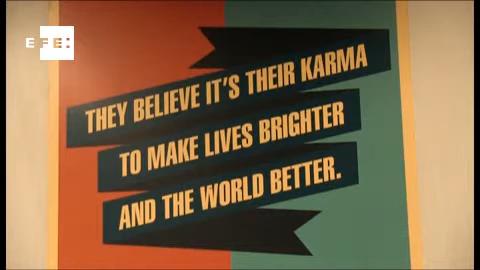 EFE:
THEY BELIEVE IT'S THEIR KARMA
TO MAKE LIVES BRIGHTER
AND THE WORLD BETTER.